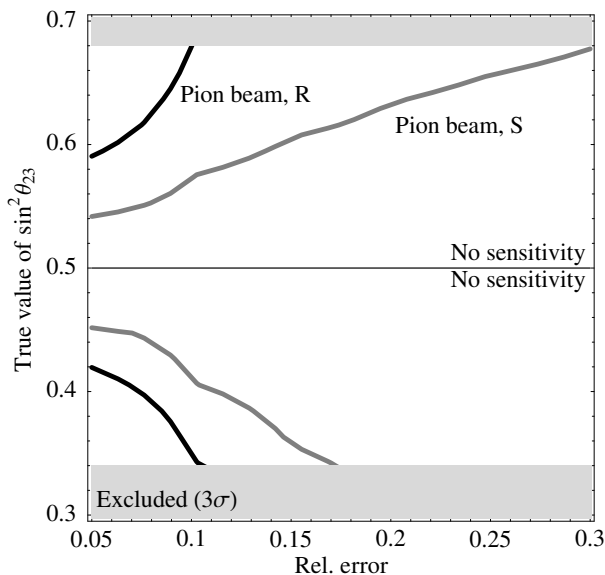 0.7
Pion beam, R
Pion beam, S
0.6
No sensitivity
0.5
No sensitivity
True value of sin²θ₂₃
0.4
Excluded (3σ)
0.3
0.05 0.1 0.15 0.2 0.25 0.3
Rel. error